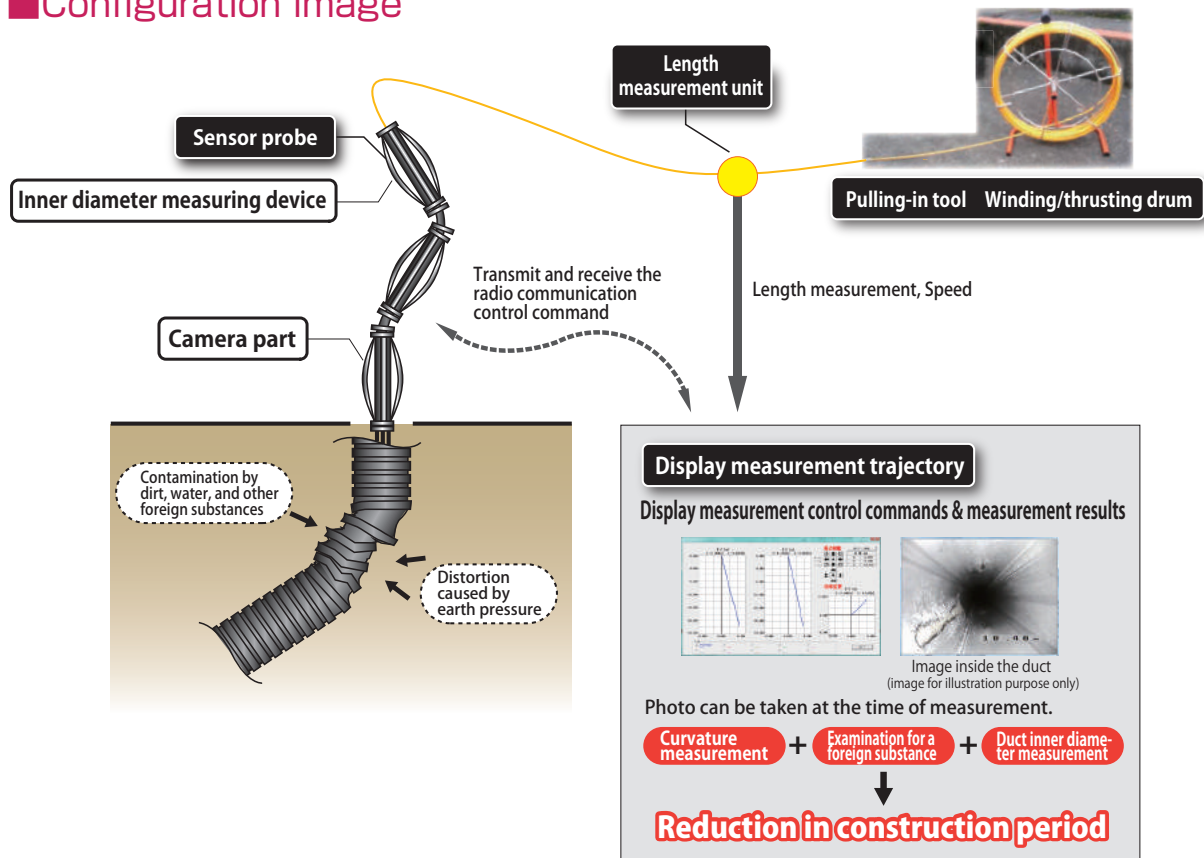 ■Configuration image
Length
measurement unit
Sensor probe
Inner diameter measuring device
Pulling-in tool Winding/thrusting drum
Transmit and receive the
radio communication
control command
Length measurement, Speed
Camera part
Contamination by
dirt, water, and other
foreign substances
Distortion
caused by
earth pressure
Display measurement trajectory
Display measurement control commands & measurement results
Image inside the duct
(image for illustration purpose only)
Photo can be taken at the time of measurement.
Curvature
measurement
+
Examination for a
foreign substance
+
Duct inner diame-
ter measurement
Reduction in construction period